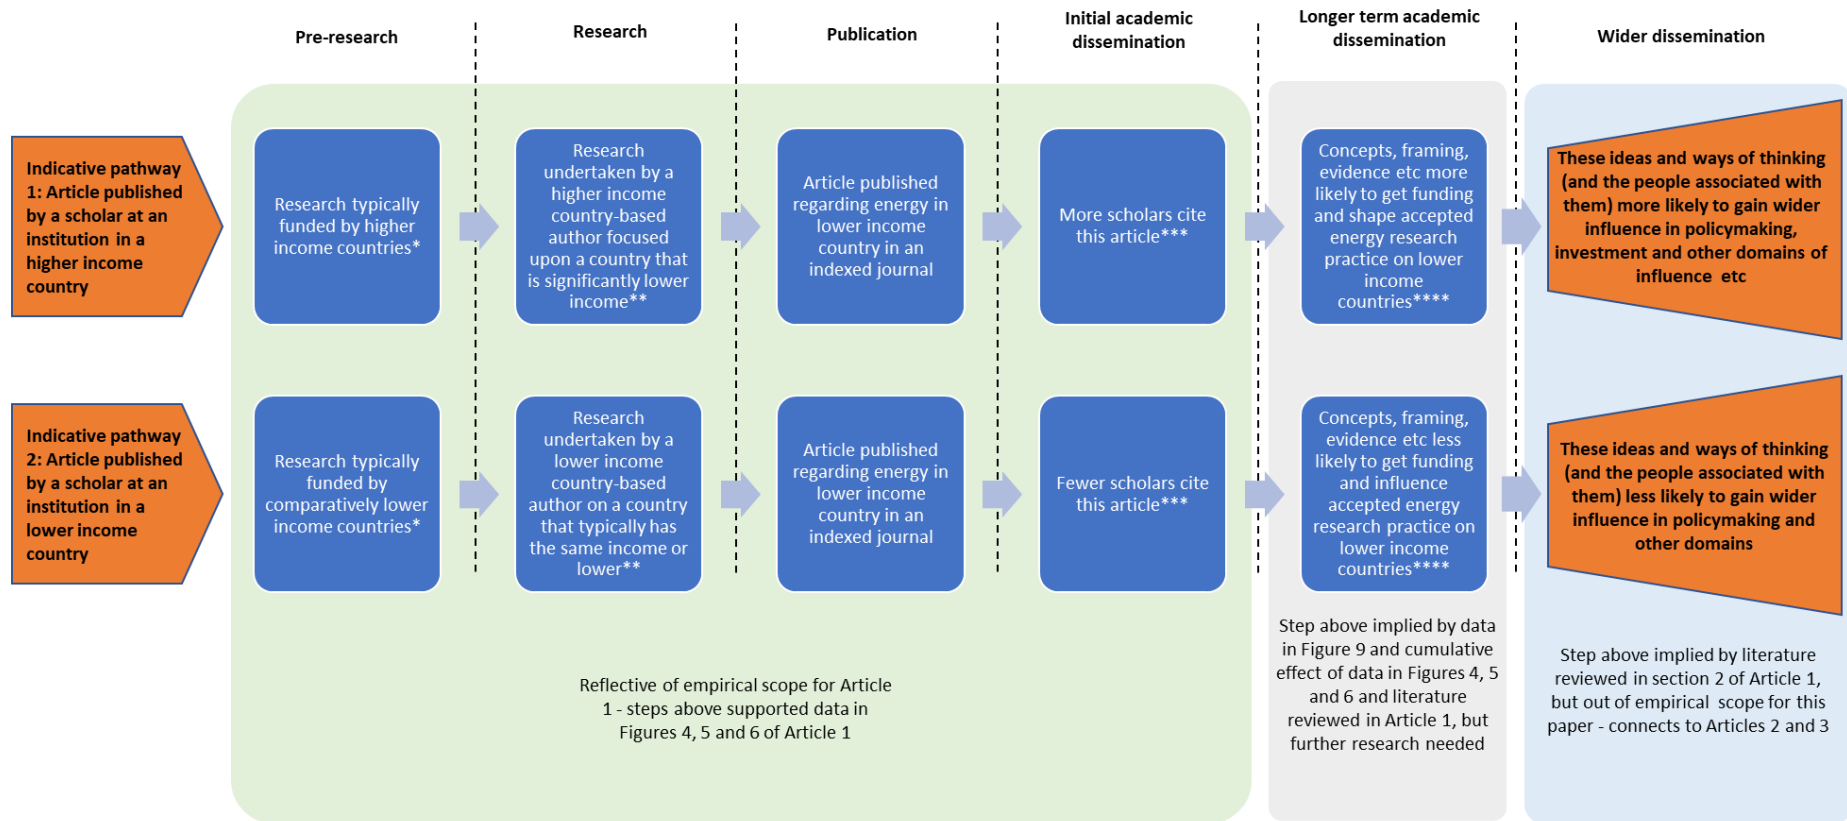 Pre-research
Research
Publication
Initial academic
dissemination
Longer term academic
dissemination
Wider dissemination
Indicative pathway
1: Article published
by a scholar at an
institution in a
higher income
country
Research typically
funded by higher
income countries*
Research
undertaken by a
higher income
country-based
author focused
upon a country that
is significantly lower
income**
Article published
regarding energy in
lower income
country in an
indexed journal
More scholars cite
this article***
Concepts, framing,
evidence etc more
likely to get funding
and shape accepted
energy research
practice on lower
income
countries****
These ideas and ways of thinking
(and the people associated with
them) more likely to gain wider
influence in policymaking,
investment and other domains of
influence etc
Indicative pathway
2: Article published
by a scholar at an
institution in a
lower income
country
Research typically
funded by
comparatively lower
income countries*
Research
undertaken by a
lower income
country-based
author on a country
that typically has
the same income or
lower**
Article published
regarding energy in
lower income
country in an
indexed journal
Fewer scholars cite
this article***
Concepts, framing,
evidence etc less
likely to get funding
and influence
accepted energy
research practice on
lower income
countries****
These ideas and ways of thinking
(and the people associated with
them) less likely to gain wider
influence in policymaking and
other domains
Reflective of empirical scope for Article
1 - steps above supported data in
Figures 4, 5 and 6 of Article 1
Step above implied by data
in Figure 9 and cumulative
effect of data in Figures 4, 5
and 6 and literature
reviewed in Article 1, but
further research needed
Step above implied by literature
reviewed in section 2 of Article 1,
but out of empirical scope for this
paper - connects to Articles 2 and 3